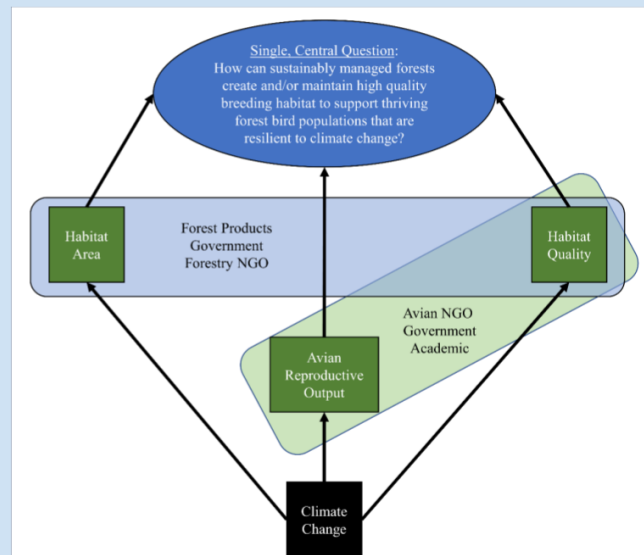 Single, Central Question:
How can sustainably managed forests
create and/or maintain high quality
breeding habitat to support thriving
forest bird populations that are
resilient to climate change?
Habitat
Area
Forest Products
Government
Forestry NGO
Habitat
Quality
Avian NGO
Government
Academic
Avian
Reproductive
Output
Climate
Change